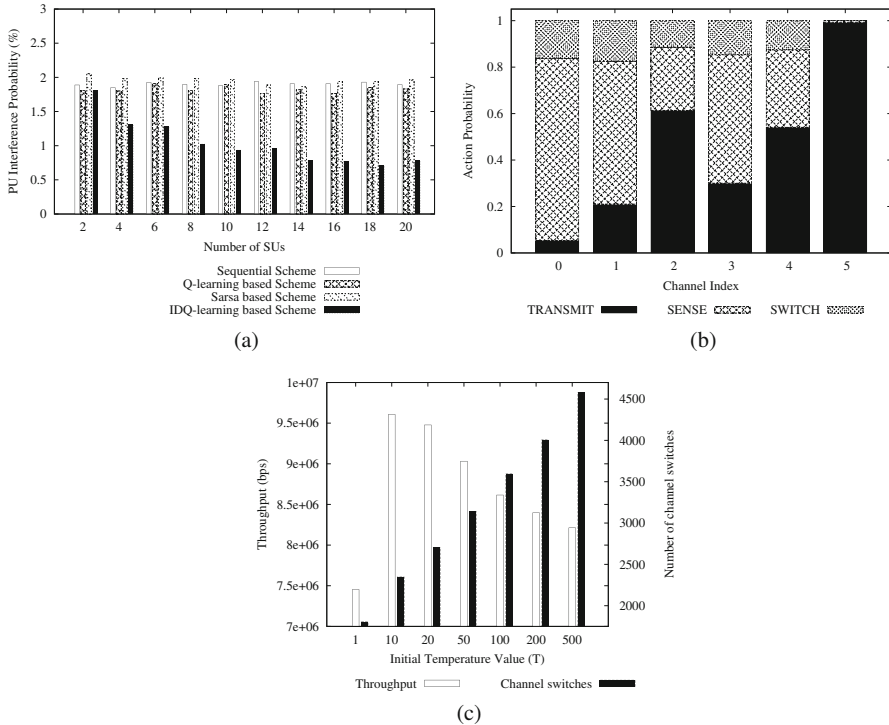 3
2.5
2
1.5
1
0.5
0
PU Interference Probability (%)
2 4 6 8 10 12 14 16 18 20
Number of SUs
Sequential Scheme
Q-learning based Scheme
Sarsa based Scheme
IDQ-learning based Scheme
(a)
1
0.8
0.6
0.4
0.2
0
Action Probability
0 1 2 3 4 5
Channel Index
TRANSMIT SENSE SWITCH
(b)
1e+07
9.5e+06
9e+06
8.5e+06
8e+06
7.5e+06
7e+06
Throughput (bps)
4500
4000
3500
3000
2500
2000
Number of channel switches
1 10 20 50 100 200 500
Initial Temperature Value (T)
Throughput Channel switches
(c)